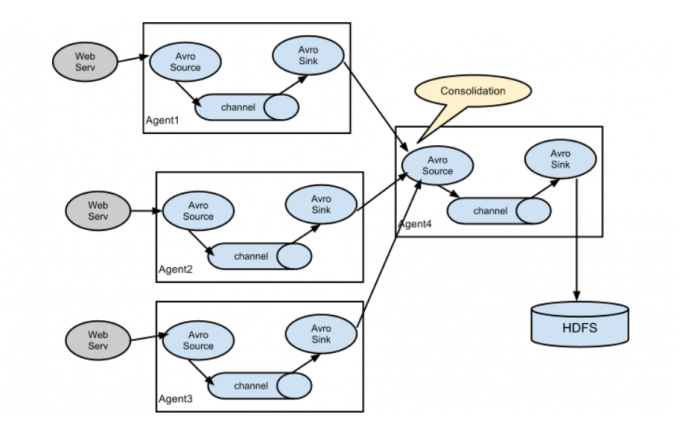 Web
Serv
Avro
Source
Avro
Sink
channel
Agent1
Consolidation
Web
Serv
Avro
Source
Avro
Sink
channel
Agent2
Avro
Source
Avro
Sink
channel
Agent4
Web
Serv
Avro
Source
Avro
Sink
channel
Agent3
HDFS